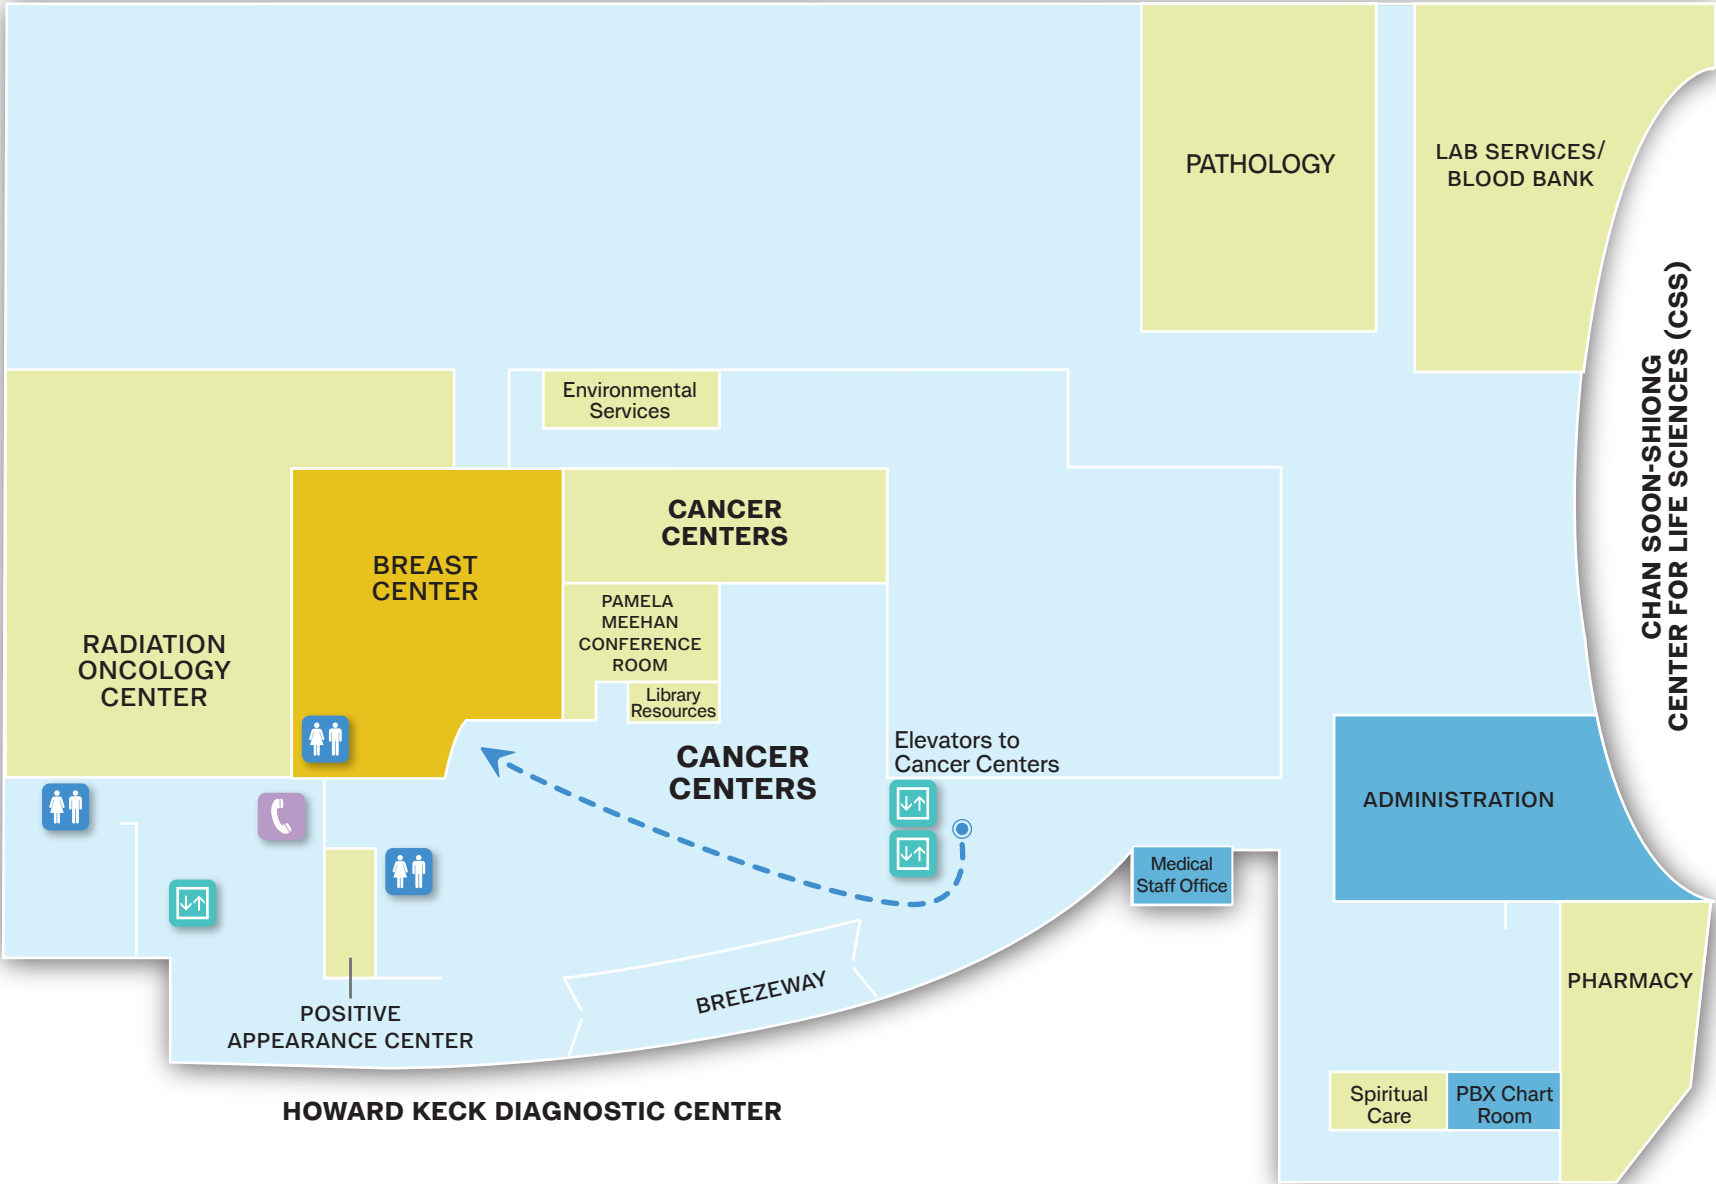 PATHOLOGY
LAB SERVICES/
BLOOD BANK
CHAN SOON-SHIONG
CENTER FOR LIFE SCIENCES (CSS)
Environmental
Services
CANCER
CENTERS
BREAST
CENTER
PAMELA
MEEHAN
CONFERENCE
ROOM
RADIATION
ONCOLOGY
CENTER
Library
Resources
CANCER
CENTERS
Elevators to
Cancer Centers
ADMINISTRATION
Medical
Staff Office
BREEZEWAY
PHARMACY
POSITIVE
APPEARANCE CENTER
Spiritual
Care
PBX Chart
Room
HOWARD KECK DIAGNOSTIC CENTER